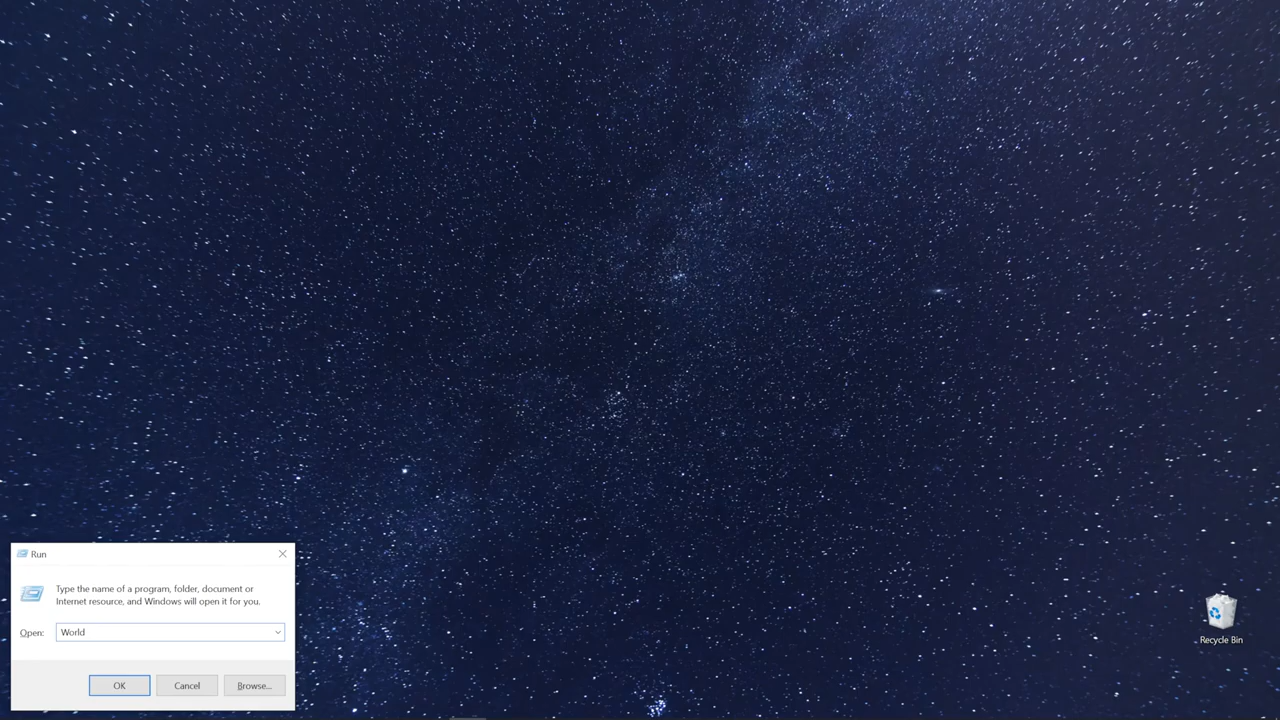 Run
Type the name of a program, folder, document or
Internet resource, and Windows will open it for you.
Open: World
OK Cancel Browse...
Recycle Bin